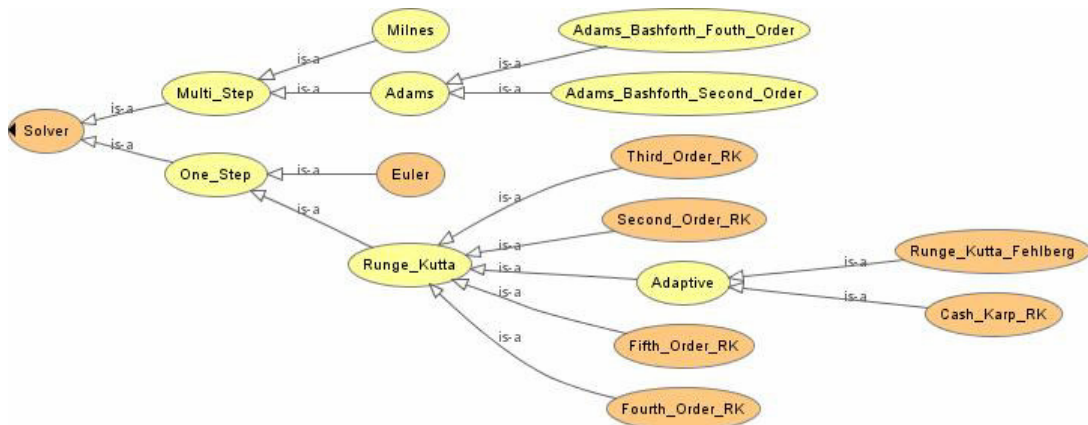 Milnes
Adams_Bashforth_Fouth_Order
is-a
is-a
Multi_Step
is-a
Adams
is-a
Adams_Bashforth_Second_Order
is-a
Solver
is-a
Third_Order_RK
One_Step
is-a
Euler
is-a
is-a
Second_Order_RK
is-a
Runge_Kutta_Fehlberg
Runge_Kutta
is-a
Adaptive
is-a
is-a
is-a
Cash_Karp_RK
is-a
Fifth_Order_RK
Fourth_Order_RK